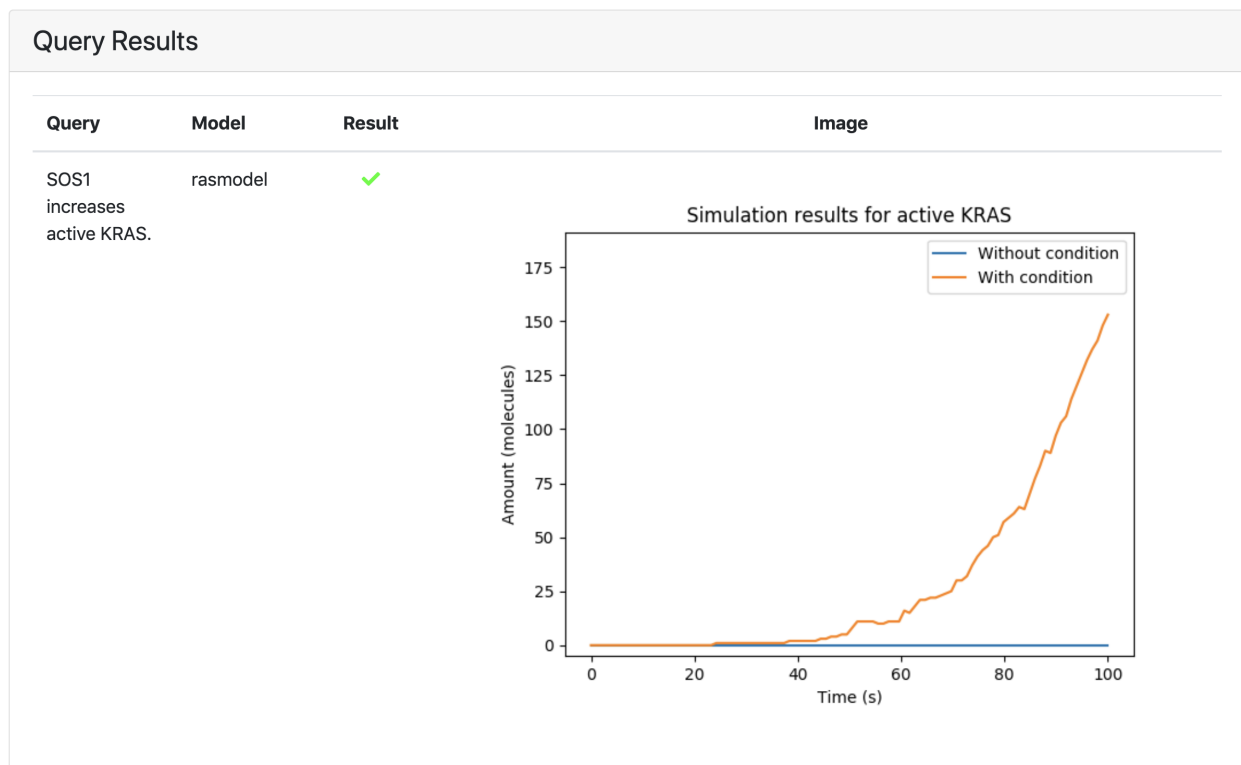 Query Results
Query Model Result Image
SOS1 rasmodel
increases
active KRAS.
Simulation results for active KRAS
Without condition
With condition
175
150
125
100
75
50
25
0
Amount (molecules)
0 20 40 60 80 100
Time (s)